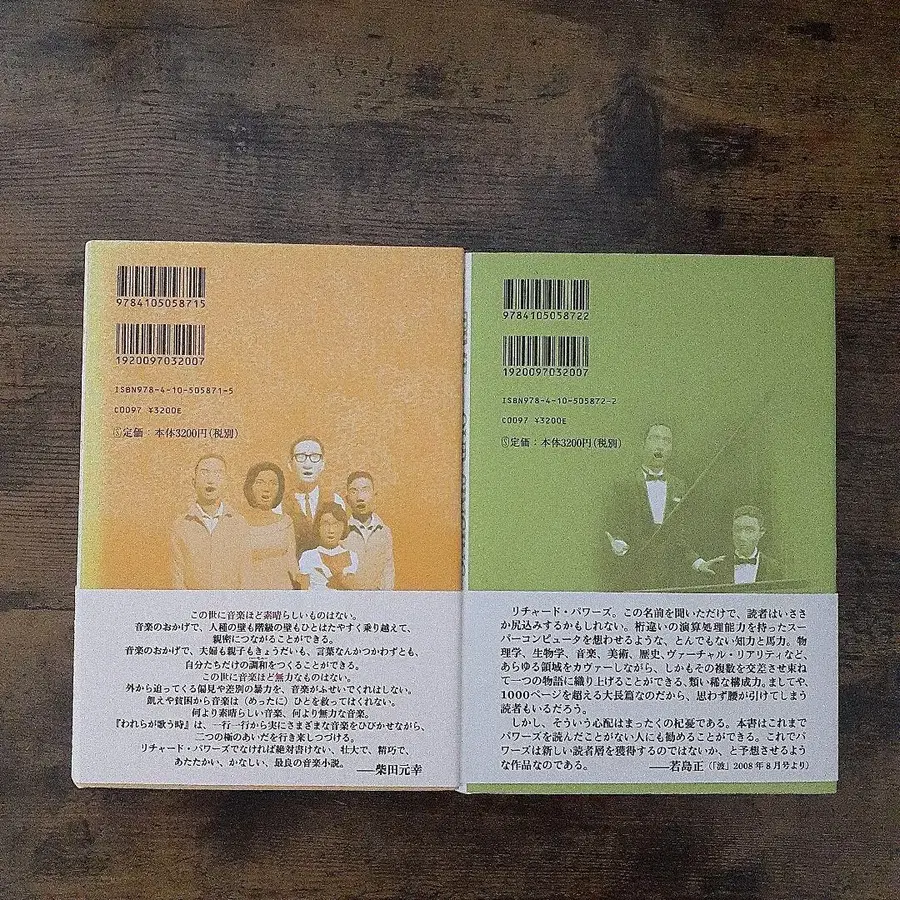 9784105058715
1920097032007
ISBN978-4-10-505871-5
C0097 ¥3200E
Ⓢ定価：本体3200円(税別)
この世に音楽ほど素晴らしいものはない。
音楽のおかげで、人種の壁も階級の壁もひとはたやすく乗り越えて、
親密につながることができる。
音楽のおかげで、夫婦も親子もきょうだいも、言葉なんかつかわずとも、
自分たちだけの調和をつくることができる。
この世に音楽ほど無力なものはない。
外から迫ってくる偏見や差別の暴力を、音楽がふせいでくれはしない。
飢えや貧困から音楽は（めったに）ひとを救ってはくれない。
何より素晴らしい音楽、何より無力な音楽。
『われらが歌う時』は、一行一行から実にさまざまな音楽をひびかせながら、
二つの極のあいだを行き来しつづける。
リチャード・パワーズでなければ絶対書けない、壮大で、精巧で、
あたたかい、かなしい、最良の音楽小説。
――柴田元幸
9784105058722
1920097032007
ISBN978-4-10-505872-2
C0097 ¥3200E
Ⓢ定価：本体3200円(税別)
リチャード・パワーズ。この名前を聞いただけで、読者はいささ
か尻込みするかもしれない。桁違いの演算処理能力を持ったスー
パーコンピュータを想わせるような、とんでもない知力と馬力。物
理学、生物学、音楽、美術、歴史、ヴァーチャル・リアリティなど、
あらゆる領域をカヴァーしながら、しかもその複数を交差させ束ね
て一つの物語に織り上げることができる、類い稀な構成力。ましてや、
1000ページを超える大長篇なのだから、思わず腰が引けてしまう
読者もいるだろう。
しかし、そういう心配はまったくの杞憂である。本書はこれまで
パワーズを読んだことがない人にも勧めることができる。これでパ
ワーズは新しい読者層を獲得するのではないか、と予想させるよう
な作品なのである。
――若島正（「波」2008年8月号より）